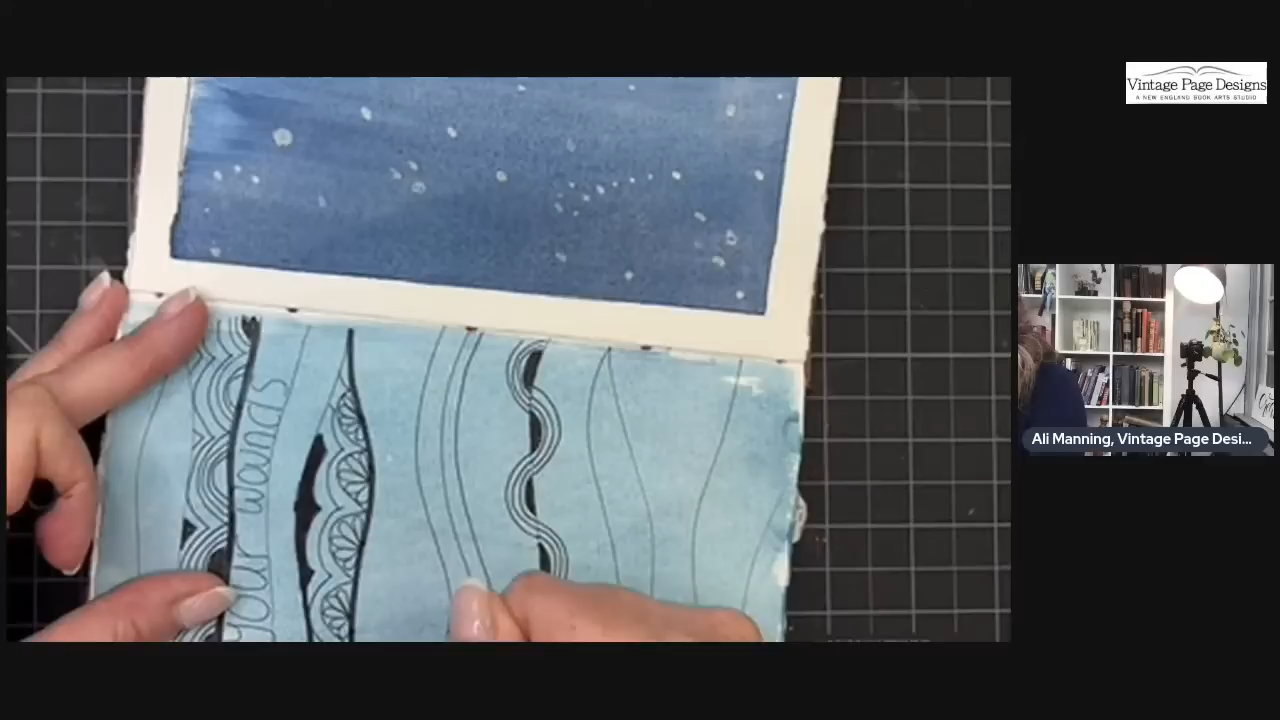 Vintage Page Designs
A NEW ENGLAND BOOK ARTS STUDIO
your wounds
Ali Manning, Vintage Page Desi...